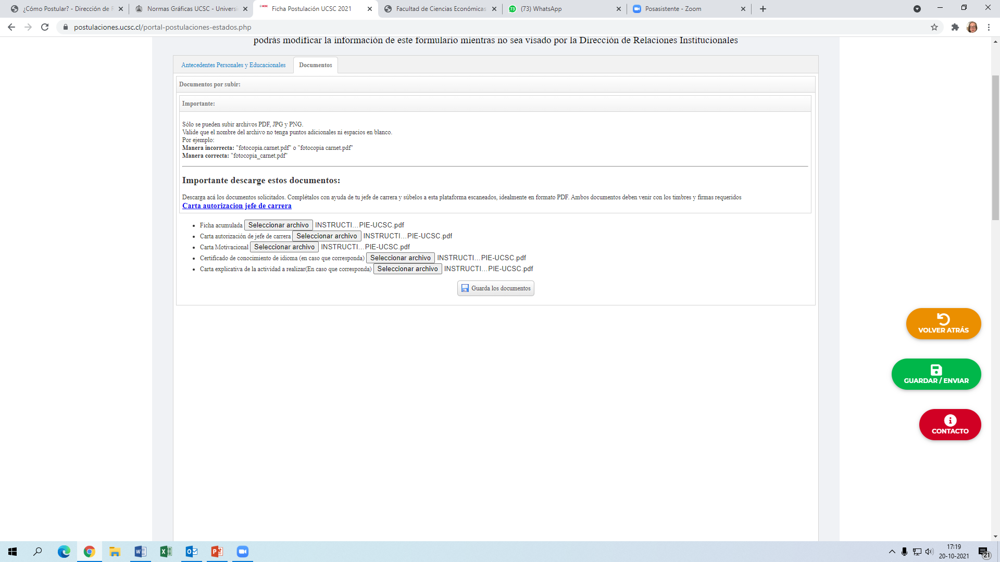 ¿Cómo Postular? - Dirección de R
Normas Gráficas UCSC - Universi
UCSC
Ficha Postulación UCSC 2021
Facultad de Ciencias Económicas
73
(73) WhatsApp
Posasistente - Zoom
postulaciones.ucsc.cl/portal-postulaciones-estados.php
podrás modificar la información de este formulario mientras no sea visado por la Dirección de Relaciones Institucionales
Antecedentes Personales y Educacionales
Documentos
Documentos por subir:
Importante:
Sólo se pueden subir archivos PDF, JPG y PNG.
Valide que el nombre del archivo no tenga puntos adicionales ni espacios en blanco.
Por ejemplo:
Manera incorrecta: "fotocopia.carnet.pdf" o "fotocopia carnet.pdf"
Manera correcta: "fotocopia_carnet.pdf"
Importante descarge estos documentos:
Descarga acá los documentos solicitados. Complétalos con ayuda de tu jefe de carrera y súbelos a esta plataforma escaneados, idealmente en formato PDF. Ambos documentos deben venir con los timbres y firmas requeridos
Carta autorizacion jefe de carrera
Ficha acumulada Seleccionar archivo INSTRUCTI…PIE-UCSC.pdf
Carta autorización de jefe de carrera Seleccionar archivo INSTRUCTI…PIE-UCSC.pdf
Carta Motivacional Seleccionar archivo INSTRUCTI…PIE-UCSC.pdf
Certificado de conocimiento de idioma (en caso que corresponda) Seleccionar archivo INSTRUCTI…PIE-UCSC.pdf
Carta explicativa de la actividad a realizar(En caso que corresponda) Seleccionar archivo INSTRUCTI…PIE-UCSC.pdf
Guarda los documentos
VOLVER ATRÁS
GUARDAR / ENVIAR
CONTACTO
17:19
20-10-2021
21